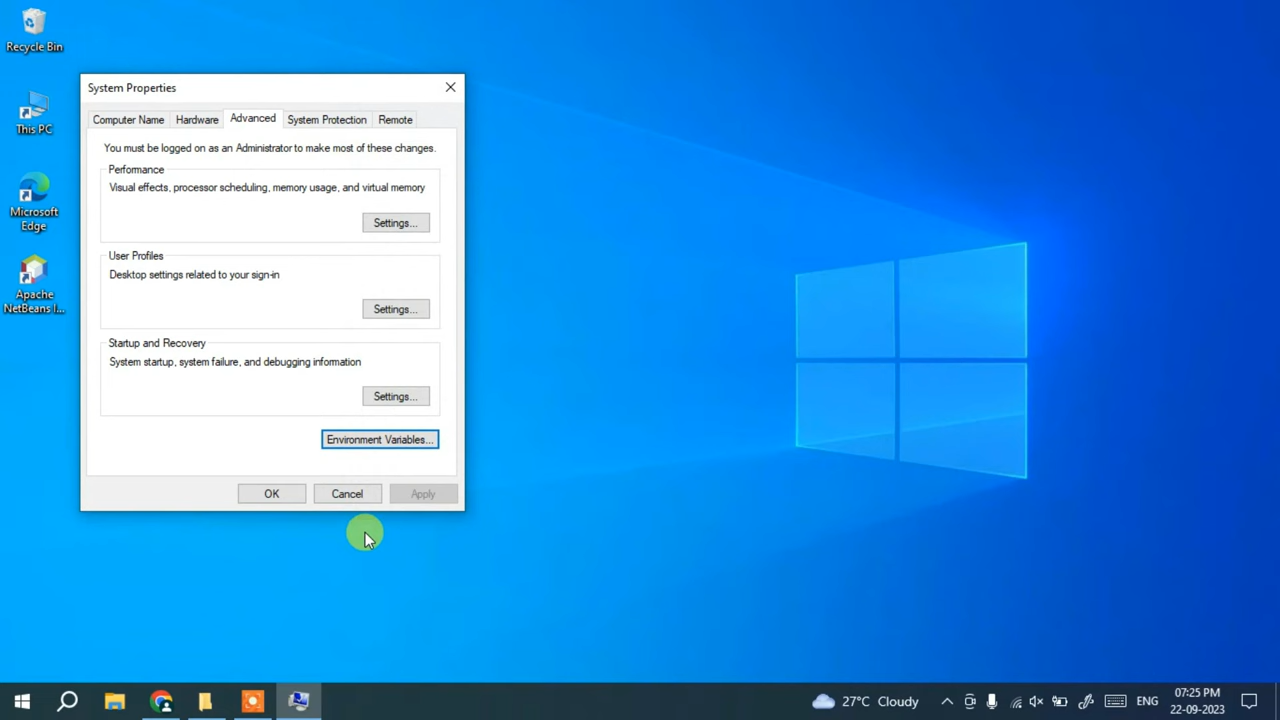 Recycle Bin
This PC
Microsoft
Edge
Apache
NetBeans I...
System Properties
Computer Name
Hardware
Advanced
System Protection
Remote
You must be logged on as an Administrator to make most of these changes.
Performance
Visual effects, processor scheduling, memory usage, and virtual memory
Settings...
User Profiles
Desktop settings related to your sign-in
Settings...
Startup and Recovery
System startup, system failure, and debugging information
Settings...
Environment Variables...
OK
Cancel
Apply
27°C Cloudy
ENG
07:25 PM
22-09-2023